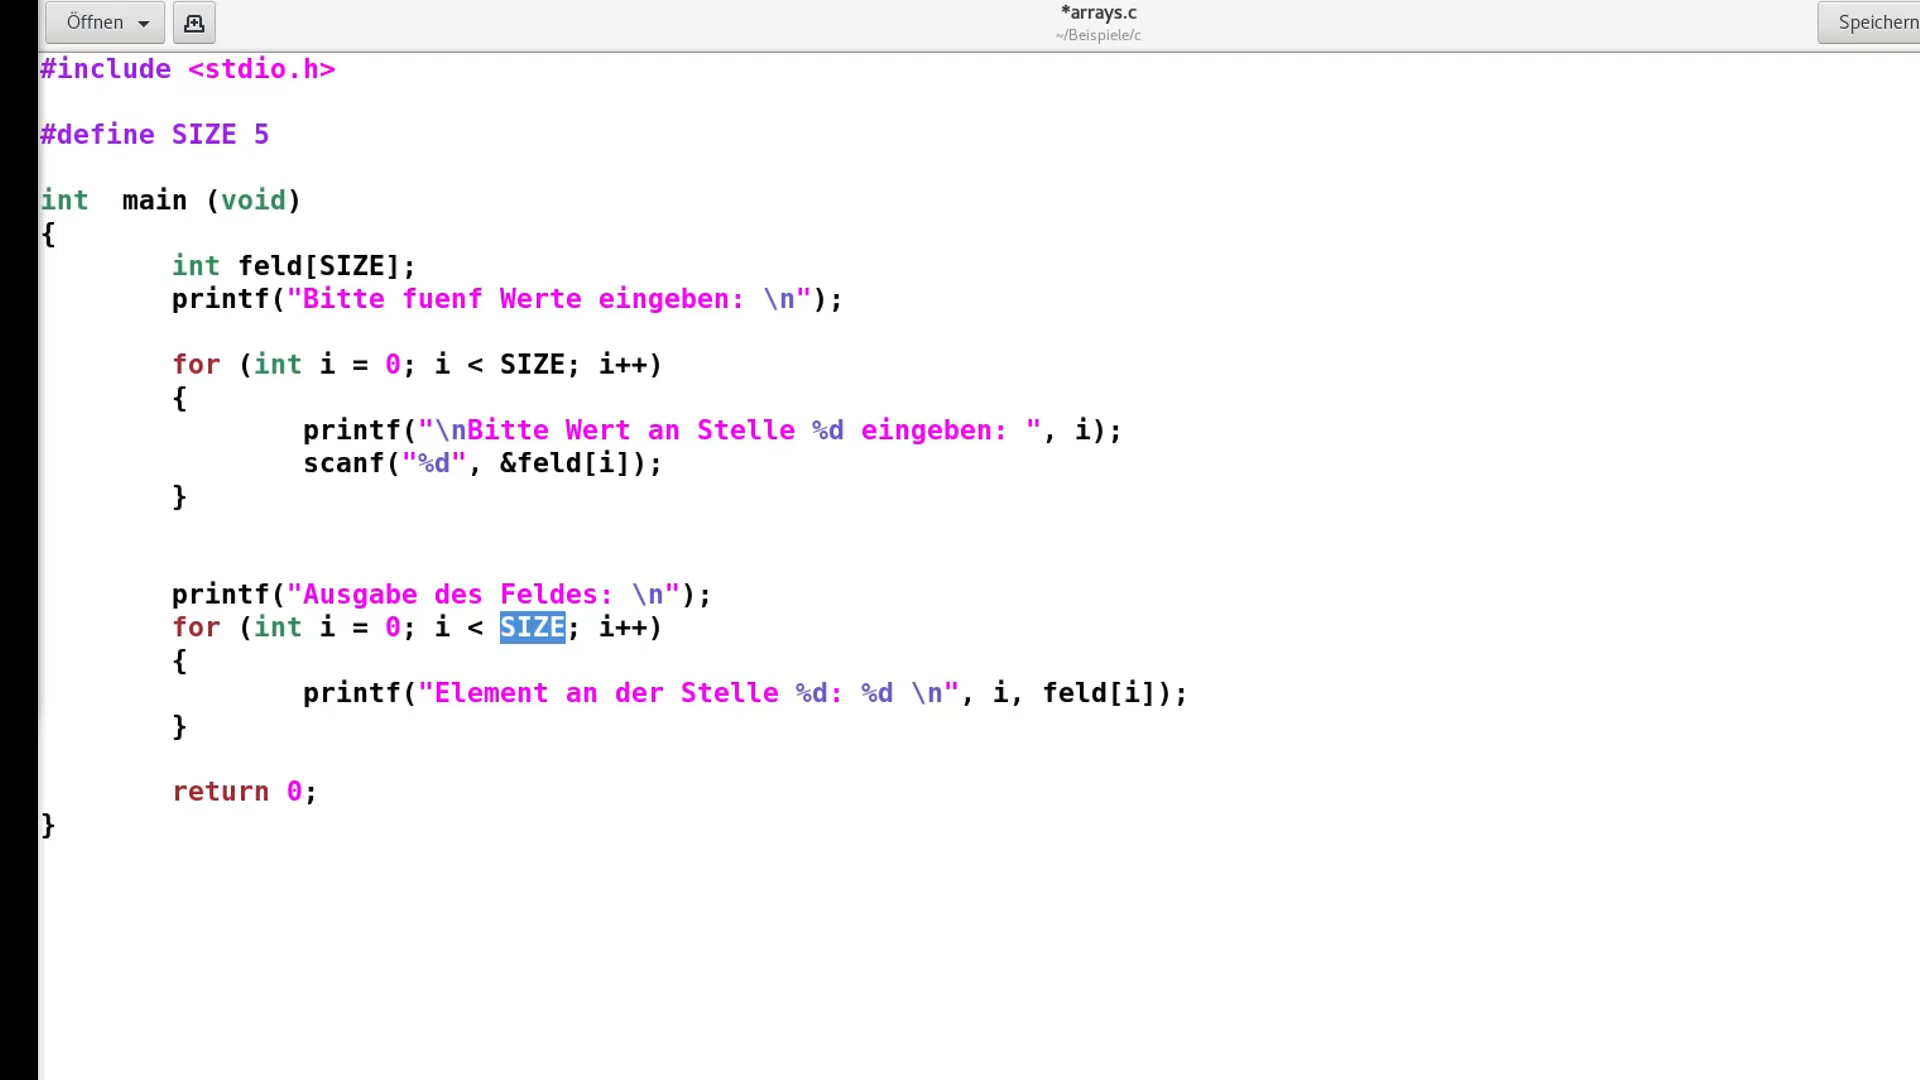 Öffnen
*arrays.c
~/Beispiele/c
Speichern
#include <stdio.h>
#define SIZE 5
int  main (void)
{
int feld[SIZE];
printf("Bitte fuenf Werte eingeben: \n");
for (int i = 0; i < SIZE; i++)
{
printf("\nBitte Wert an Stelle %d eingeben: ", i);
scanf("%d", &feld[i]);
}
printf("Ausgabe des Feldes: \n");
for (int i = 0; i < SIZE; i++)
{
printf("Element an der Stelle %d: %d \n", i, feld[i]);
}
return 0;
}